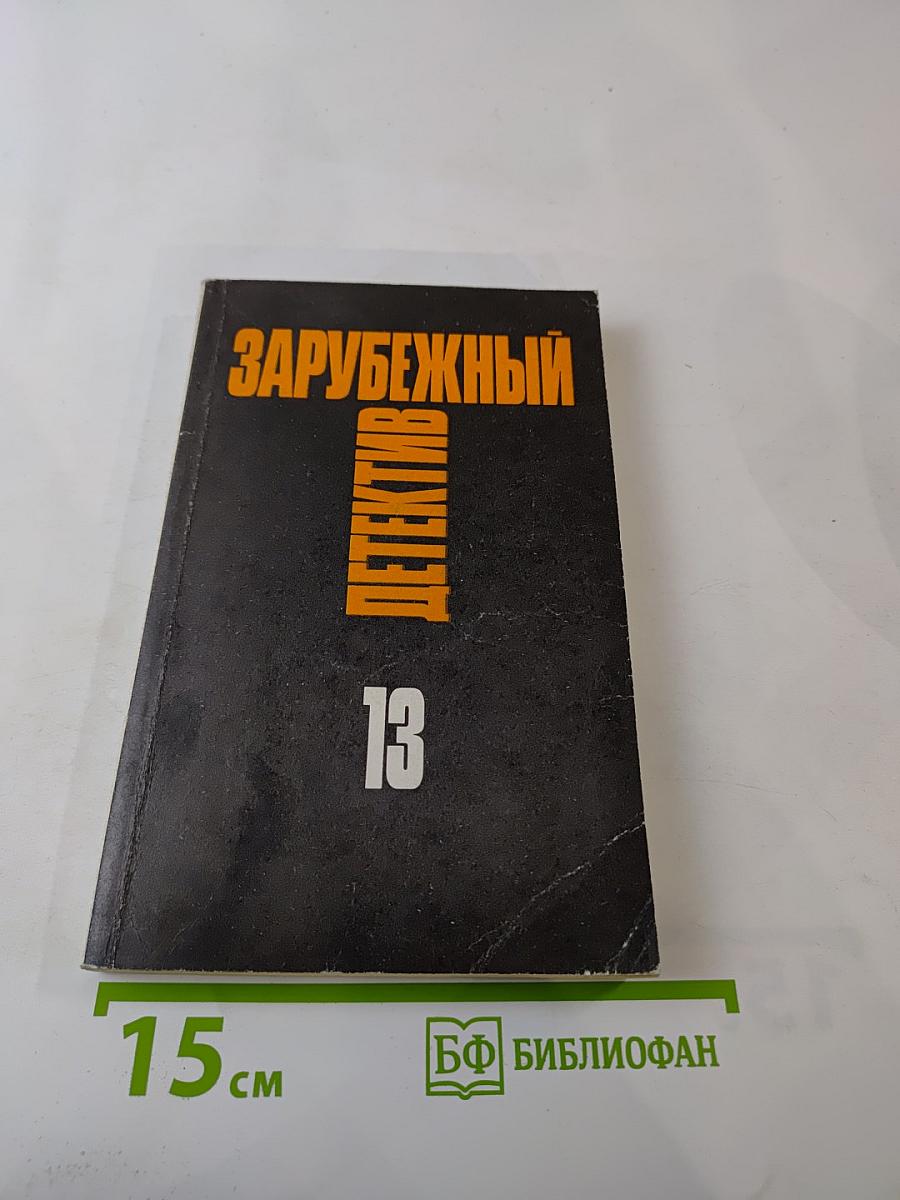 ЗАРУБЕЖНЫЙ
ДЕТЕКТИВ
13
15 см
БФ БИБЛИОФАН